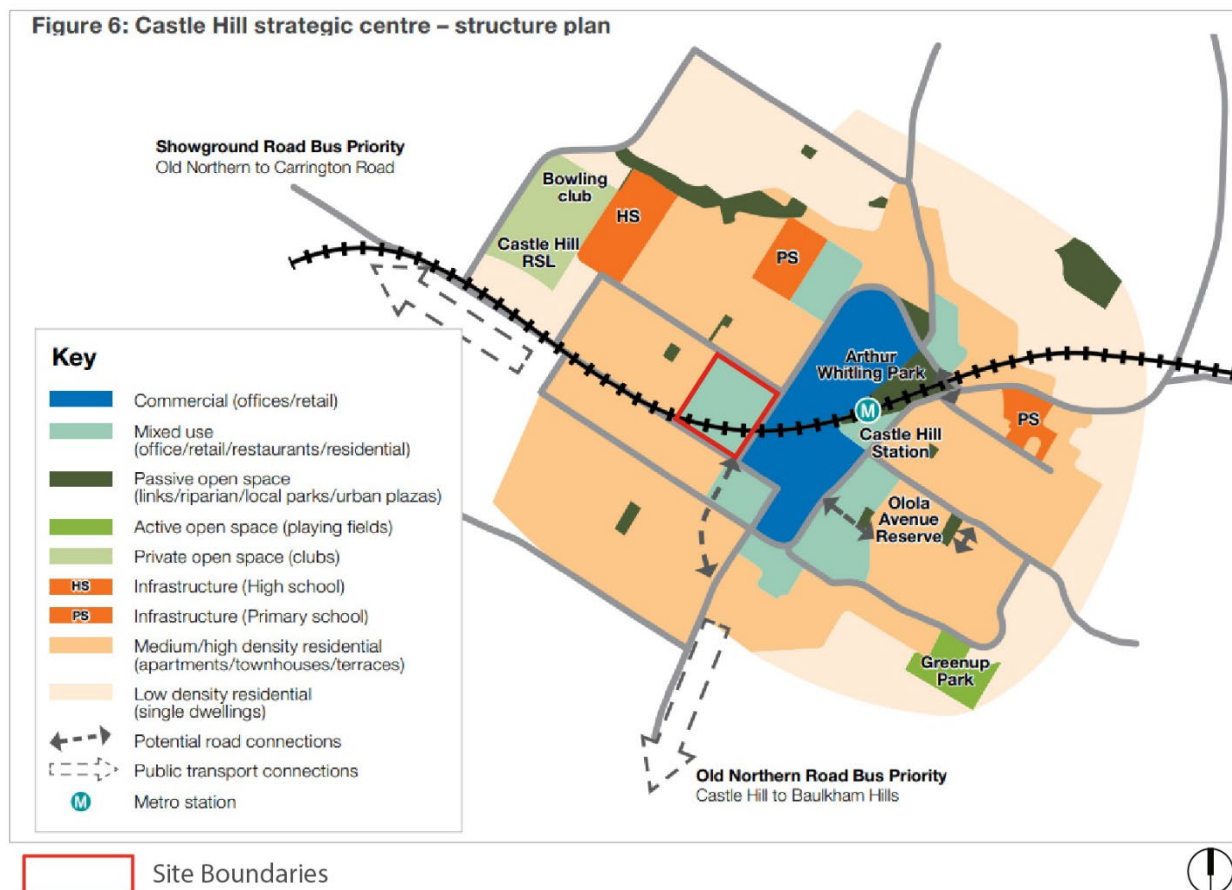 Figure 6: Castle Hill strategic centre – structure plan
Showground Road Bus Priority
Old Northern to Carrington Road
Bowling
club
HS
Castle Hill
RSL
PS
Arthur
Whitling Park
M
Castle Hill
Station
PS
Olola
Avenue
Reserve
Greenup
Park
Old Northern Road Bus Priority
Castle Hill to Baulkham Hills
Key
Commercial (offices/retail)
Mixed use
(office/retail/restaurants/residential)
Passive open space
(links/riparian/local parks/urban plazas)
Active open space (playing fields)
Private open space (clubs)
HS Infrastructure (High school)
PS Infrastructure (Primary school)
Medium/high density residential
(apartments/townhouses/terraces)
Low density residential
(single dwellings)
Potential road connections
Public transport connections
M Metro station
Site Boundaries